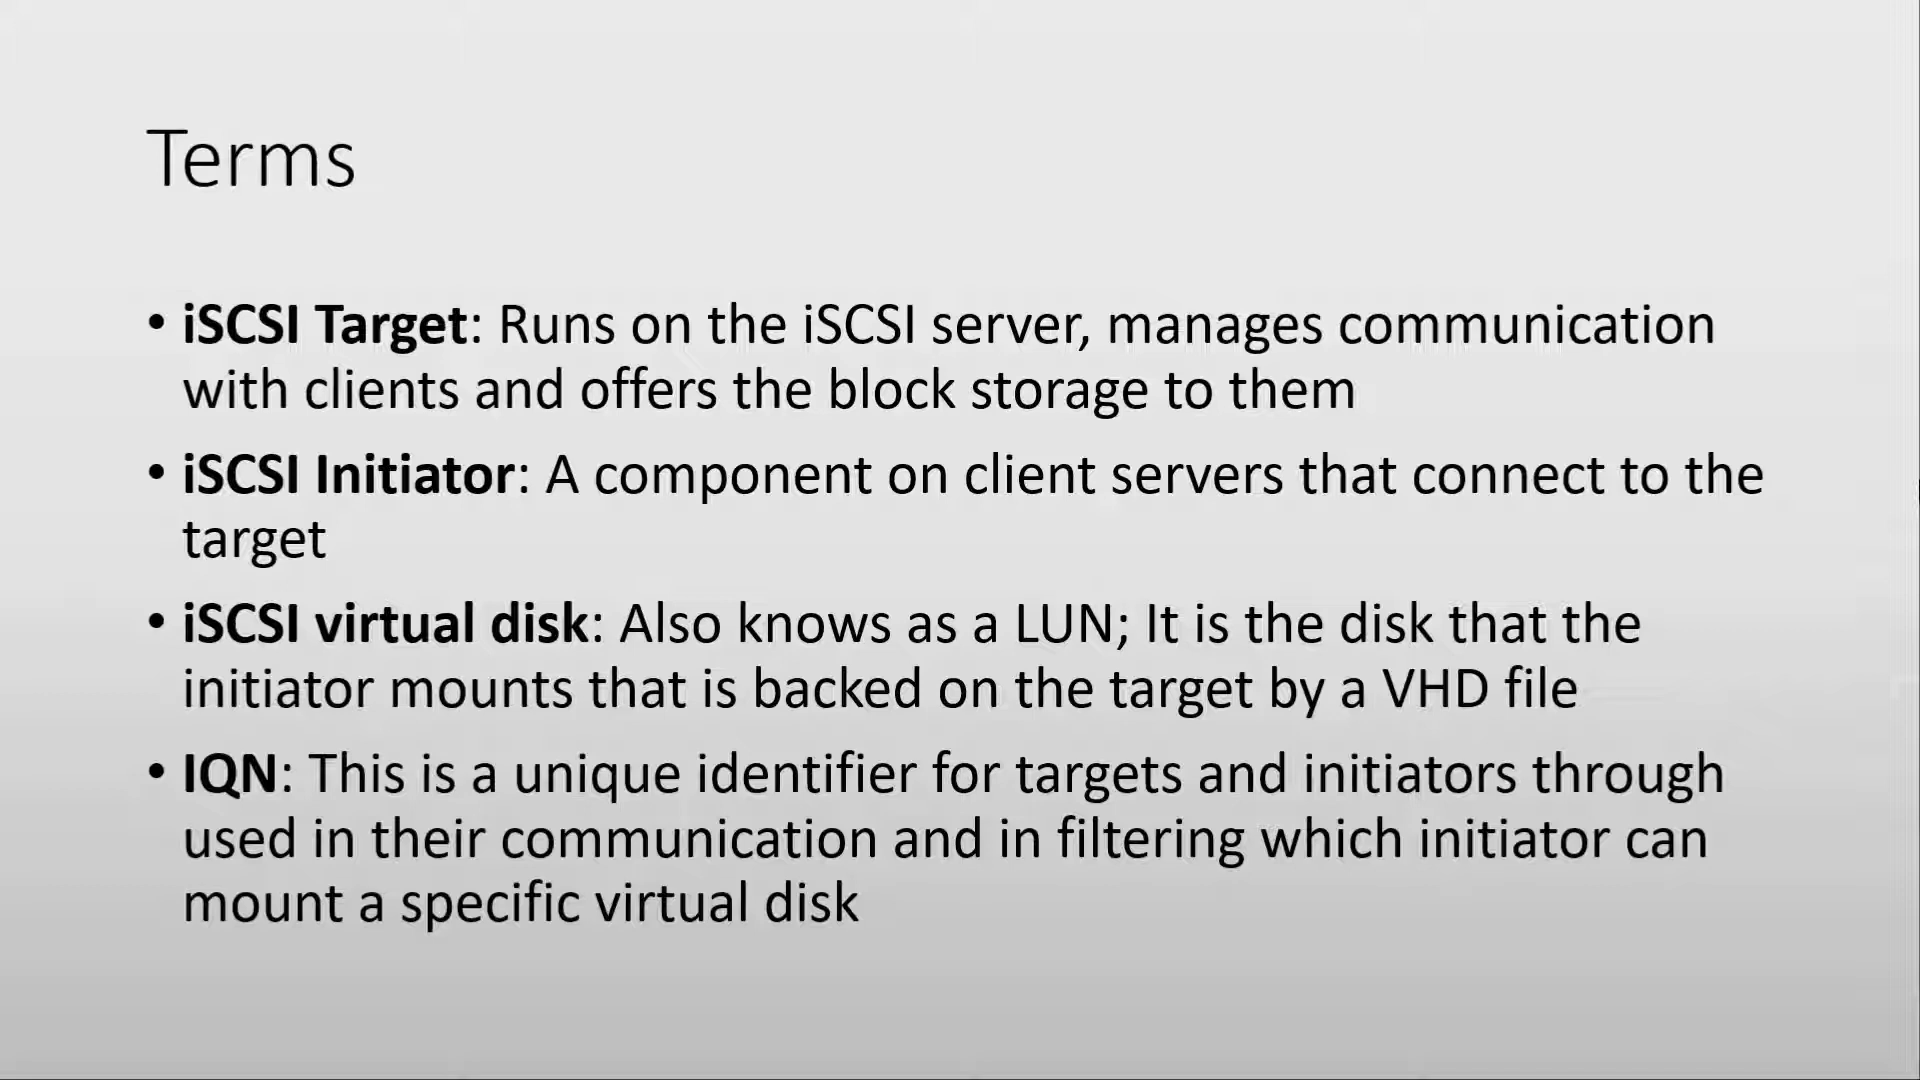 Terms
• iSCSI Target: Runs on the iSCSI server, manages communication
with clients and offers the block storage to them
• iSCSI Initiator: A component on client servers that connect to the
target
• iSCSI virtual disk: Also knows as a LUN; It is the disk that the
initiator mounts that is backed on the target by a VHD file
• IQN: This is a unique identifier for targets and initiators through
used in their communication and in filtering which initiator can
mount a specific virtual disk